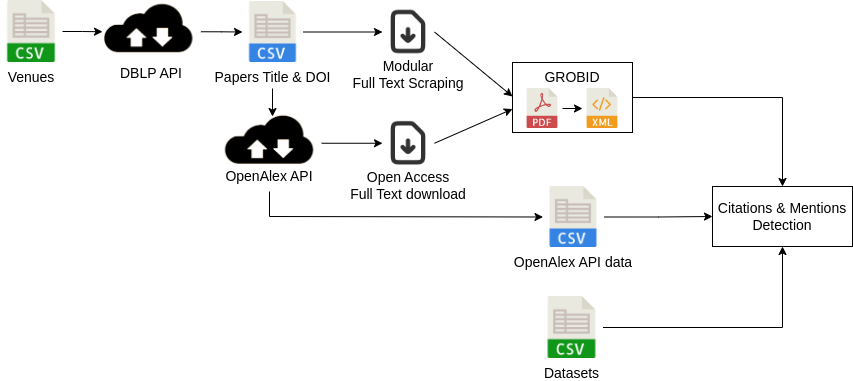 CSV
Venues
DBLP API
CSV
Papers Title & DOI
Modular
Full Text Scraping
GROBID
PDF
XML
OpenAlex API
Open Access
Full Text download
CSV
OpenAlex API data
Citations & Mentions
Detection
CSV
Datasets